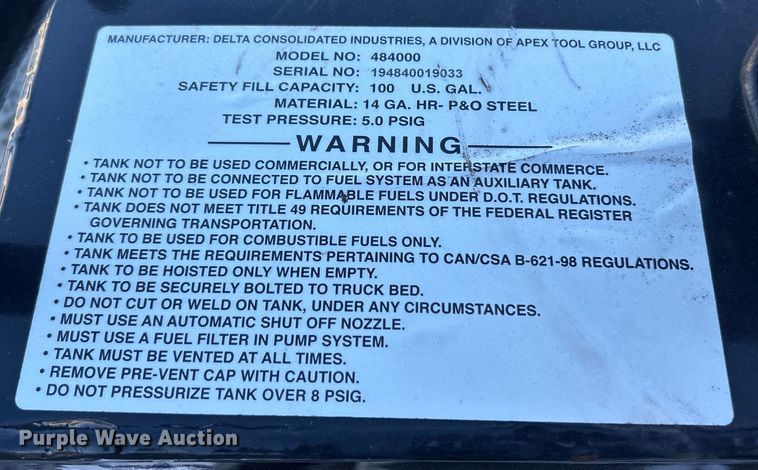 MANUFACTURER: DELTA CONSOLIDATED INDUSTRIES, A DIVISION OF APEX TOOL GROUP, LLC
MODEL NO: 484000
SERIAL NO: 194840019033
SAFETY FILL CAPACITY: 100 U.S. GAL.
MATERIAL: 14 GA. HR- P&O STEEL
TEST PRESSURE: 5.0 PSIG
WARNING
• TANK NOT TO BE USED COMMERCIALLY, OR FOR INTERSTATE COMMERCE.
• TANK NOT TO BE CONNECTED TO FUEL SYSTEM AS AN AUXILIARY TANK.
• TANK NOT TO BE USED FOR FLAMMABLE FUELS UNDER D.O.T. REGULATIONS.
• TANK DOES NOT MEET TITLE 49 REQUIREMENTS OF THE FEDERAL REGISTER
GOVERNING TRANSPORTATION.
• TANK TO BE USED FOR COMBUSTIBLE FUELS ONLY.
• TANK MEETS THE REQUIREMENTS PERTAINING TO CAN/CSA B-621-98 REGULATIONS.
• TANK TO BE HOISTED ONLY WHEN EMPTY.
• TANK TO BE SECURELY BOLTED TO TRUCK BED.
• DO NOT CUT OR WELD ON TANK, UNDER ANY CIRCUMSTANCES.
• MUST USE AN AUTOMATIC SHUT OFF NOZZLE.
• MUST USE A FUEL FILTER IN PUMP SYSTEM.
• TANK MUST BE VENTED AT ALL TIMES.
• REMOVE PRE-VENT CAP WITH CAUTION.
• DO NOT PRESSURIZE TANK OVER 8 PSIG.
Purple Wave Auction